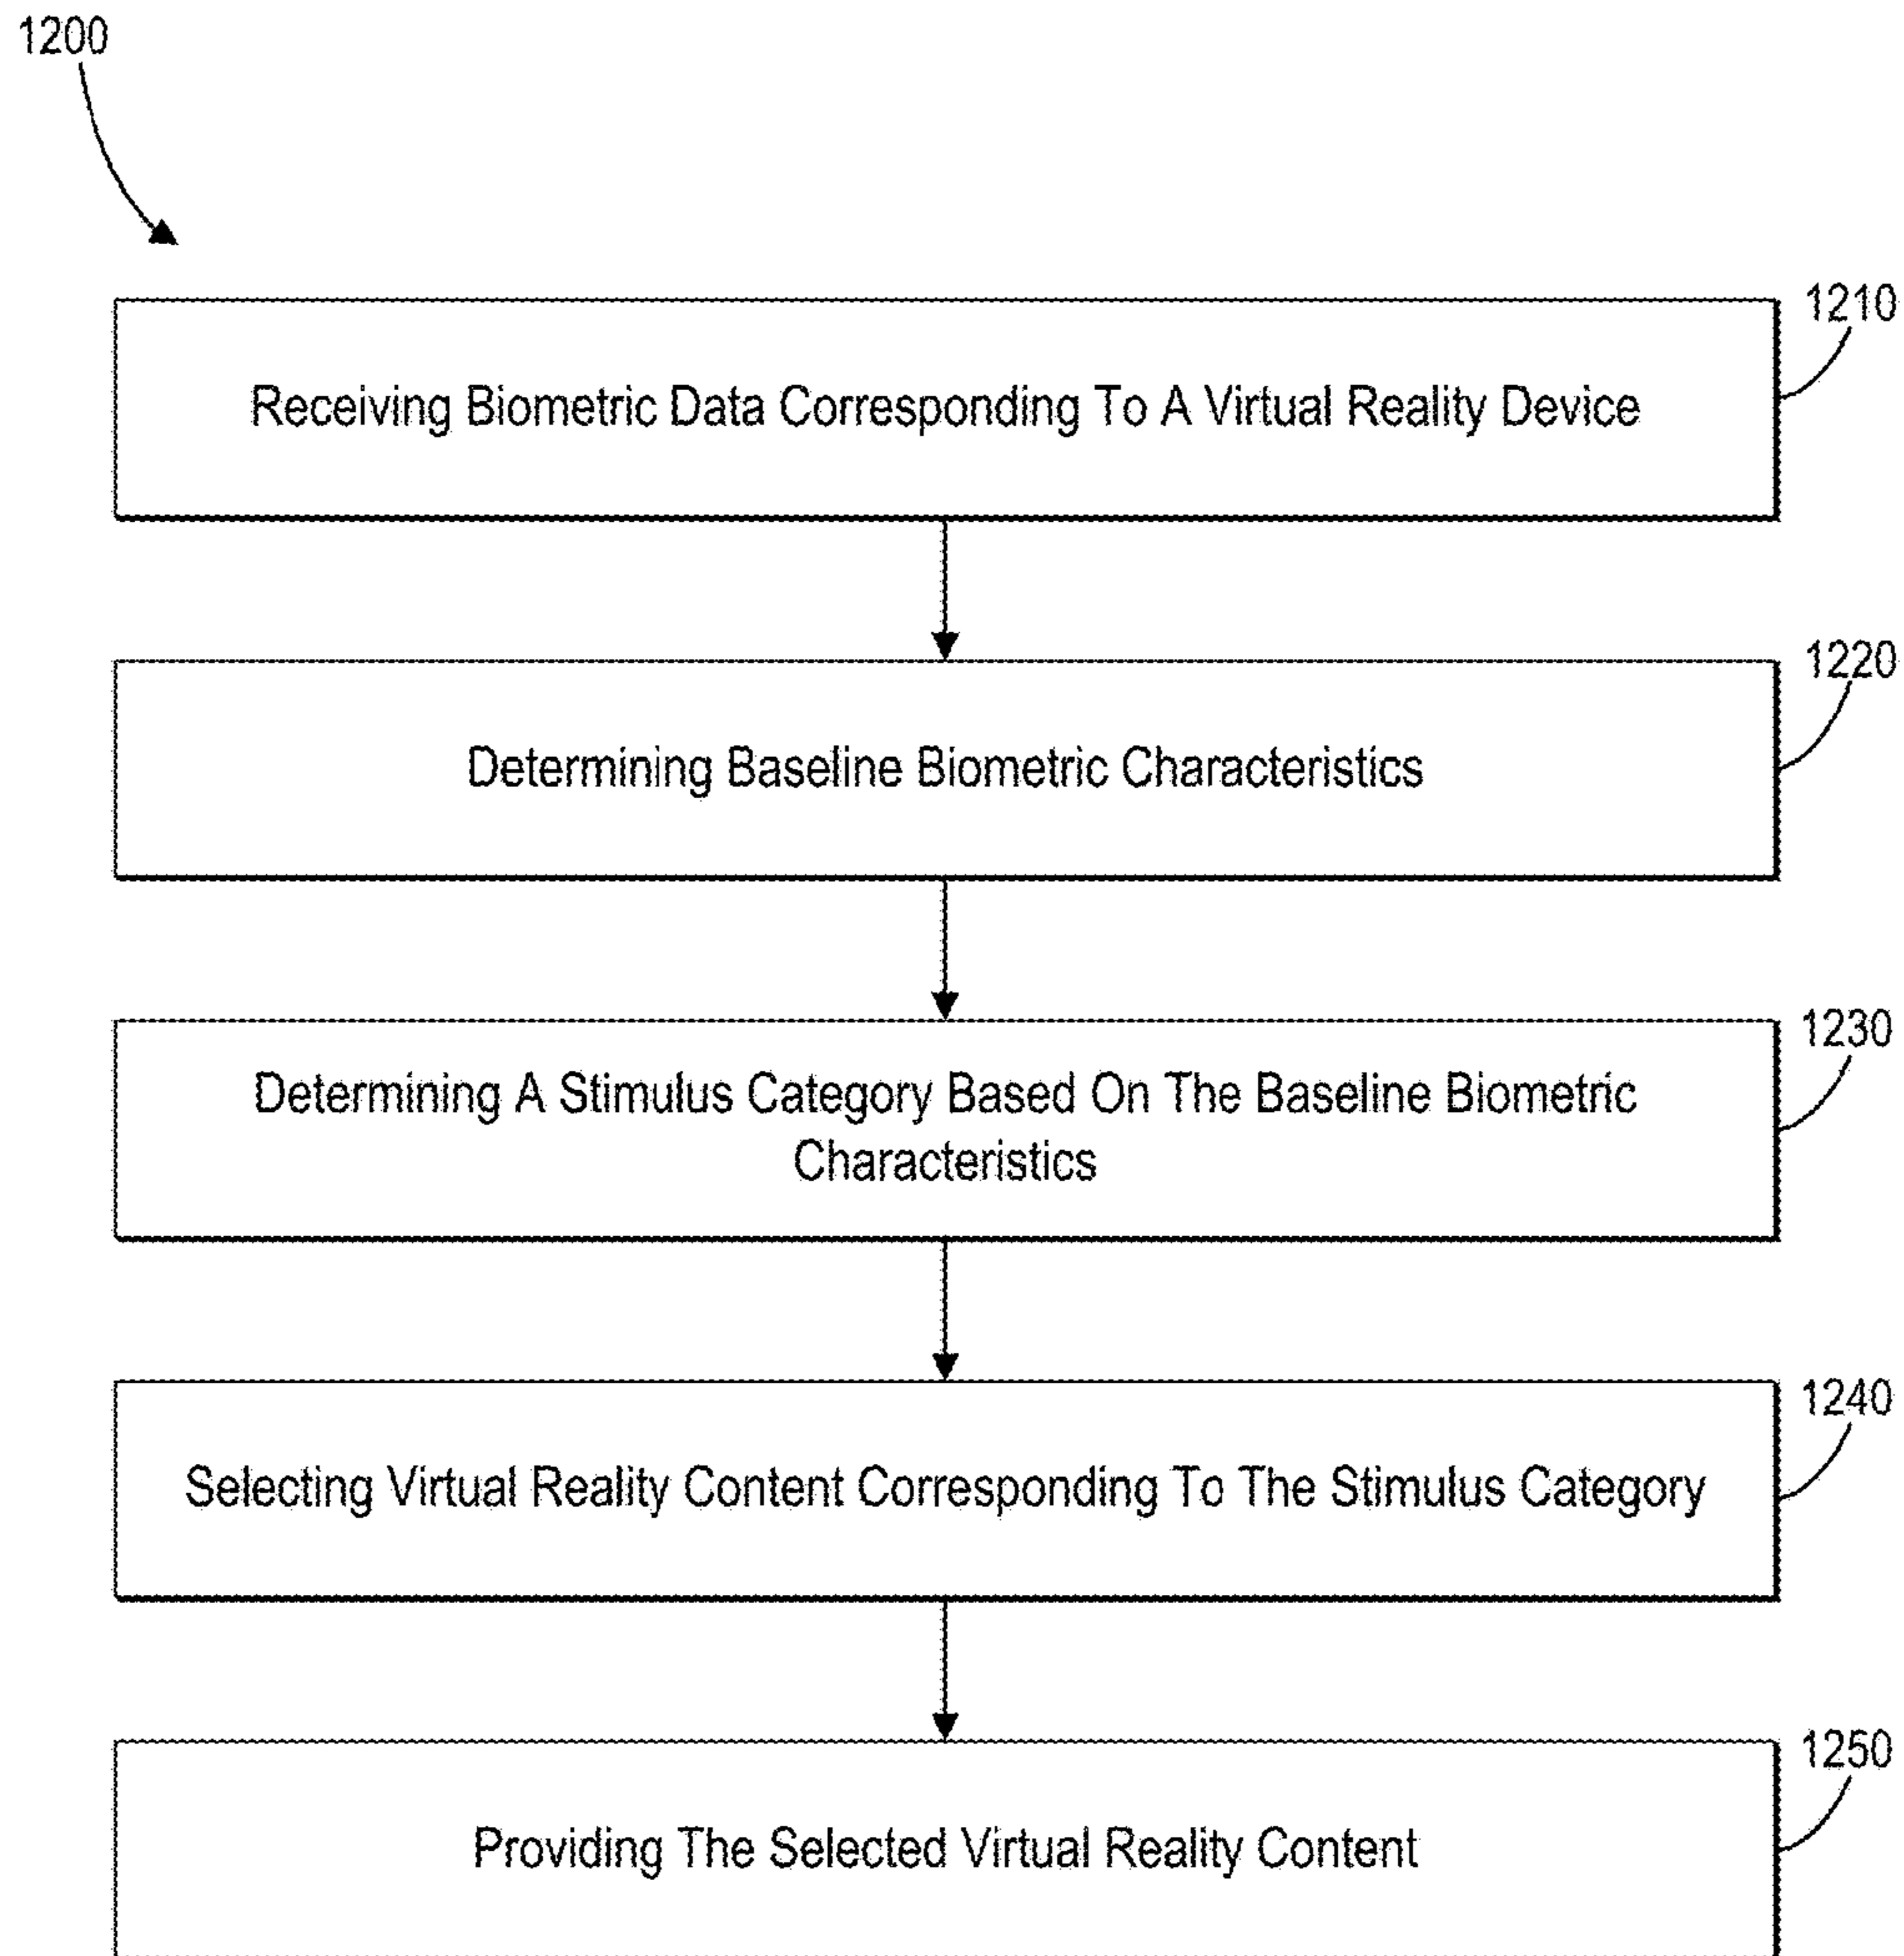 1200
1210
Receiving Biometric Data Corresponding To A Virtual Reality Device
1220
Determining Baseline Biometric Characteristics
1230
Determining A Stimulus Category Based On The Baseline Biometric
Characteristics
1240
Selecting Virtual Reality Content Corresponding To The Stimulus Category
1250
Providing The Selected Virtual Reality Content